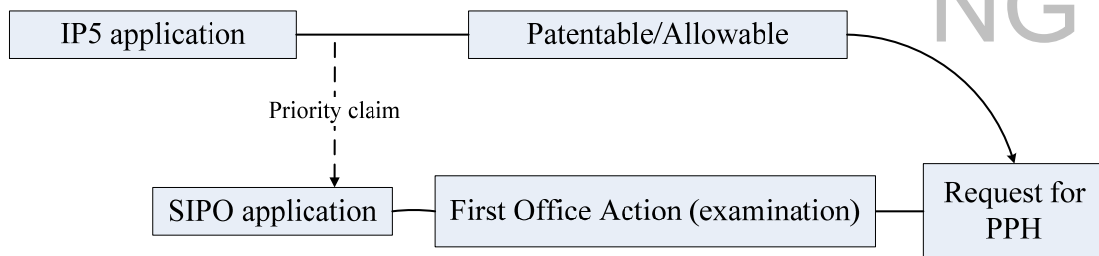 NG
IP5 application
Patentable/Allowable
Priority claim
SIPO application
First Office Action (examination)
Request for
PPH